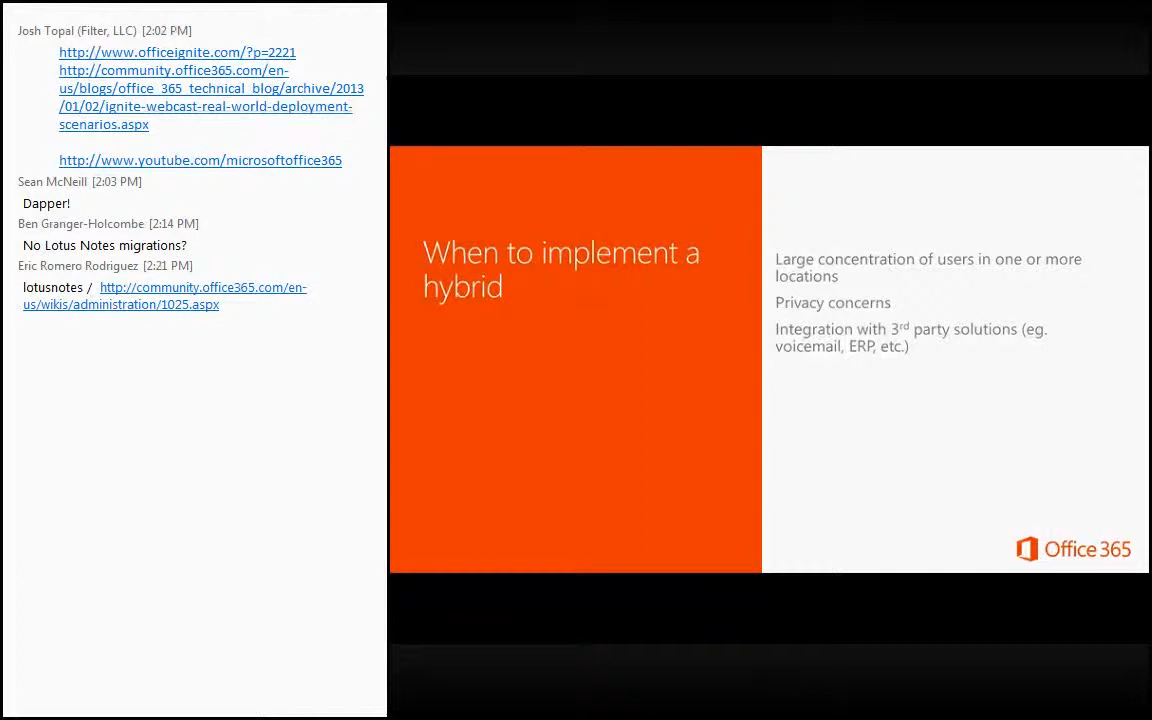 Josh Topal (Filter, LLC) [2:02 PM]
http://www.officeignite.com/?p=2221
http://community.office365.com/en-
us/blogs/office_365_technical_blog/archive/2013
/01/02/ignite-webcast-real-world-deployment-
scenarios.aspx
http://www.youtube.com/microsoftoffice365
Sean McNeill [2:03 PM]
Dapper!
Ben Granger-Holcombe [2:14 PM]
No Lotus Notes migrations?
Eric Romero Rodriguez [2:21 PM]
lotusnotes / http://community.office365.com/en-
us/wikis/administration/1025.aspx
When to implement a
hybrid
Large concentration of users in one or more
locations
Privacy concerns
Integration with 3rd party solutions (eg.
voicemail, ERP, etc.)
Office 365